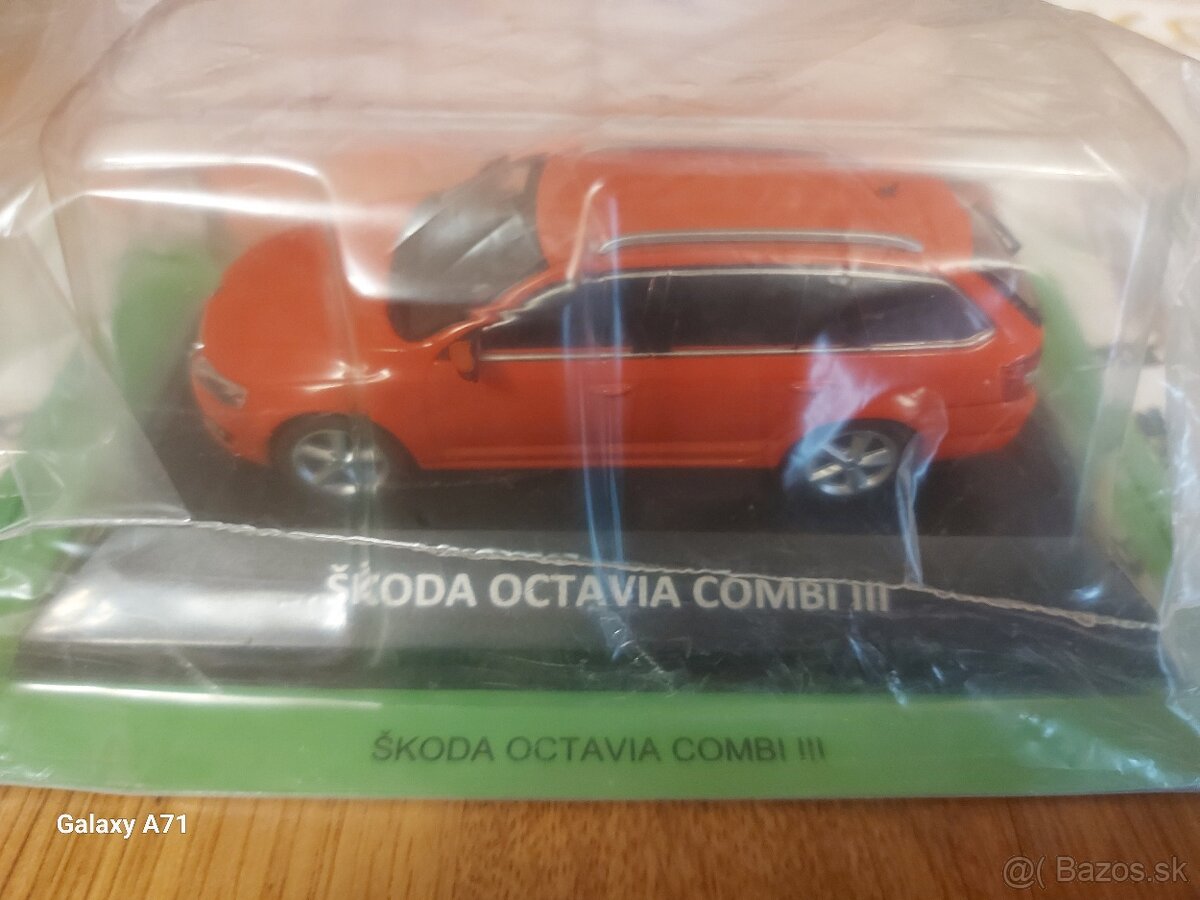 ŠKODA OCTAVIA COMBI III
ŠKODA OCTAVIA COMBI III
Galaxy A71
@( Bazos.sk